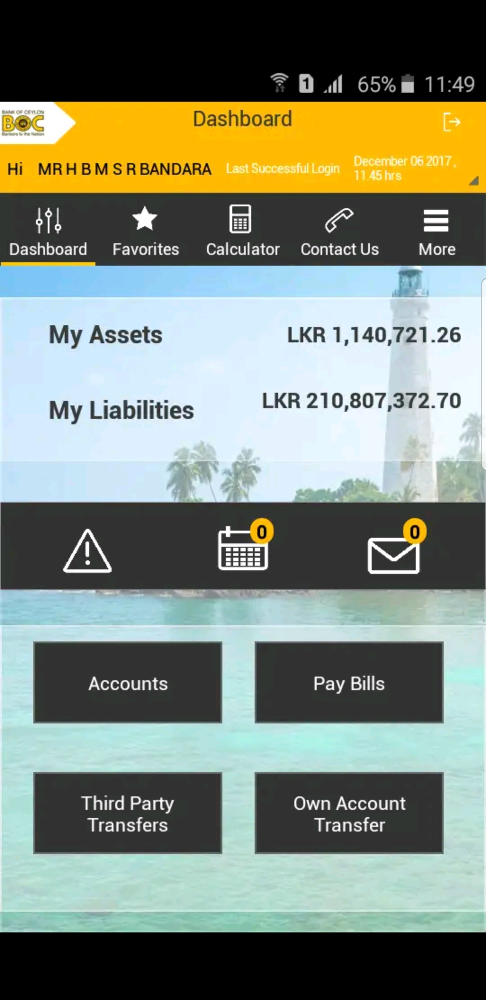 1 65% 11:49
BANK OF CEYLON
BOC
Bankers to the Nation
Dashboard
Hi MR H B M S R BANDARA Last Successful Login December 06 2017 ,
11.45 hrs
Dashboard Favorites Calculator Contact Us More
My Assets LKR 1,140,721.26
My Liabilities LKR 210,807,372.70
0 0
Accounts Pay Bills
Third Party
Transfers
Own Account
Transfer